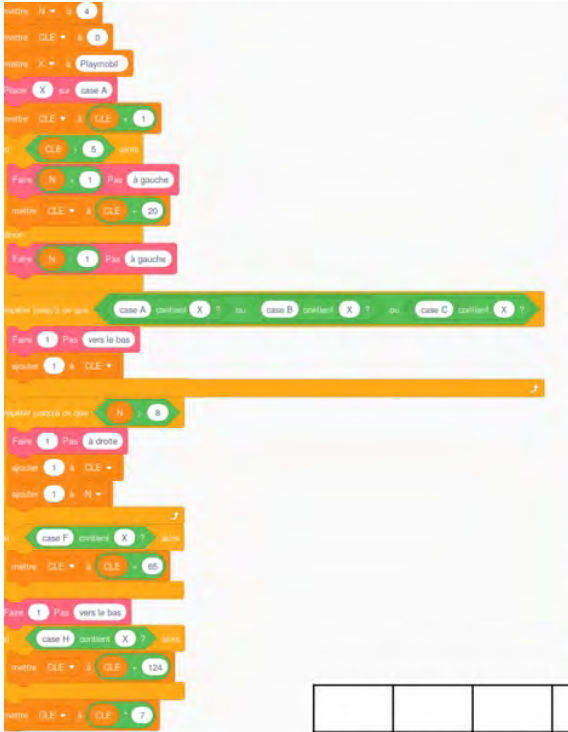 mettre N à 4
mettre CLE à 0
mettre X à Playmobil
Placer X sur case A
mettre CLE à CLE + 1
CLE > 5 alors
Faire N 1 Pas à gauche
mettre CLE à CLE 20
sinon
Faire N - 1 Pas à gauche
répéter jusqu'à ce que case A contient X ? ou case B contient X ? ou case C contient X ?
Faire 1 Pas vers le bas
ajouter 1 à CLE
répéter jusqu'à ce que N > 8
Faire 1 Pas à droite
ajouter 1 à CLE
ajouter 1 à N
case F contient X ? alors
mettre CLE à CLE 65
Faire 1 Pas vers le bas
case H contient X ? alors
mettre CLE à CLE + 124
mettre CLE à CLE * 7